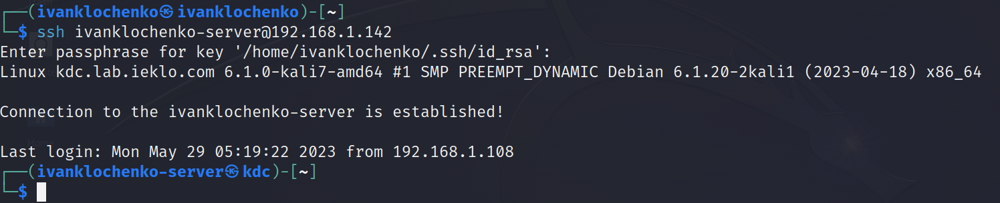 ┌──(ivanklochenko㉿ivanklochenko)-[~]
└─$ ssh ivanklochenko-server@192.168.1.142
Enter passphrase for key '/home/ivanklochenko/.ssh/id_rsa':
Linux kdc.lab.ieklo.com 6.1.0-kali7-amd64 #1 SMP PREEMPT_DYNAMIC Debian 6.1.20-2kali1 (2023-04-18) x86_64
Connection to the ivanklochenko-server is established!
Last login: Mon May 29 05:19:22 2023 from 192.168.1.108
┌──(ivanklochenko-server㉿kdc)-[~]
└─$